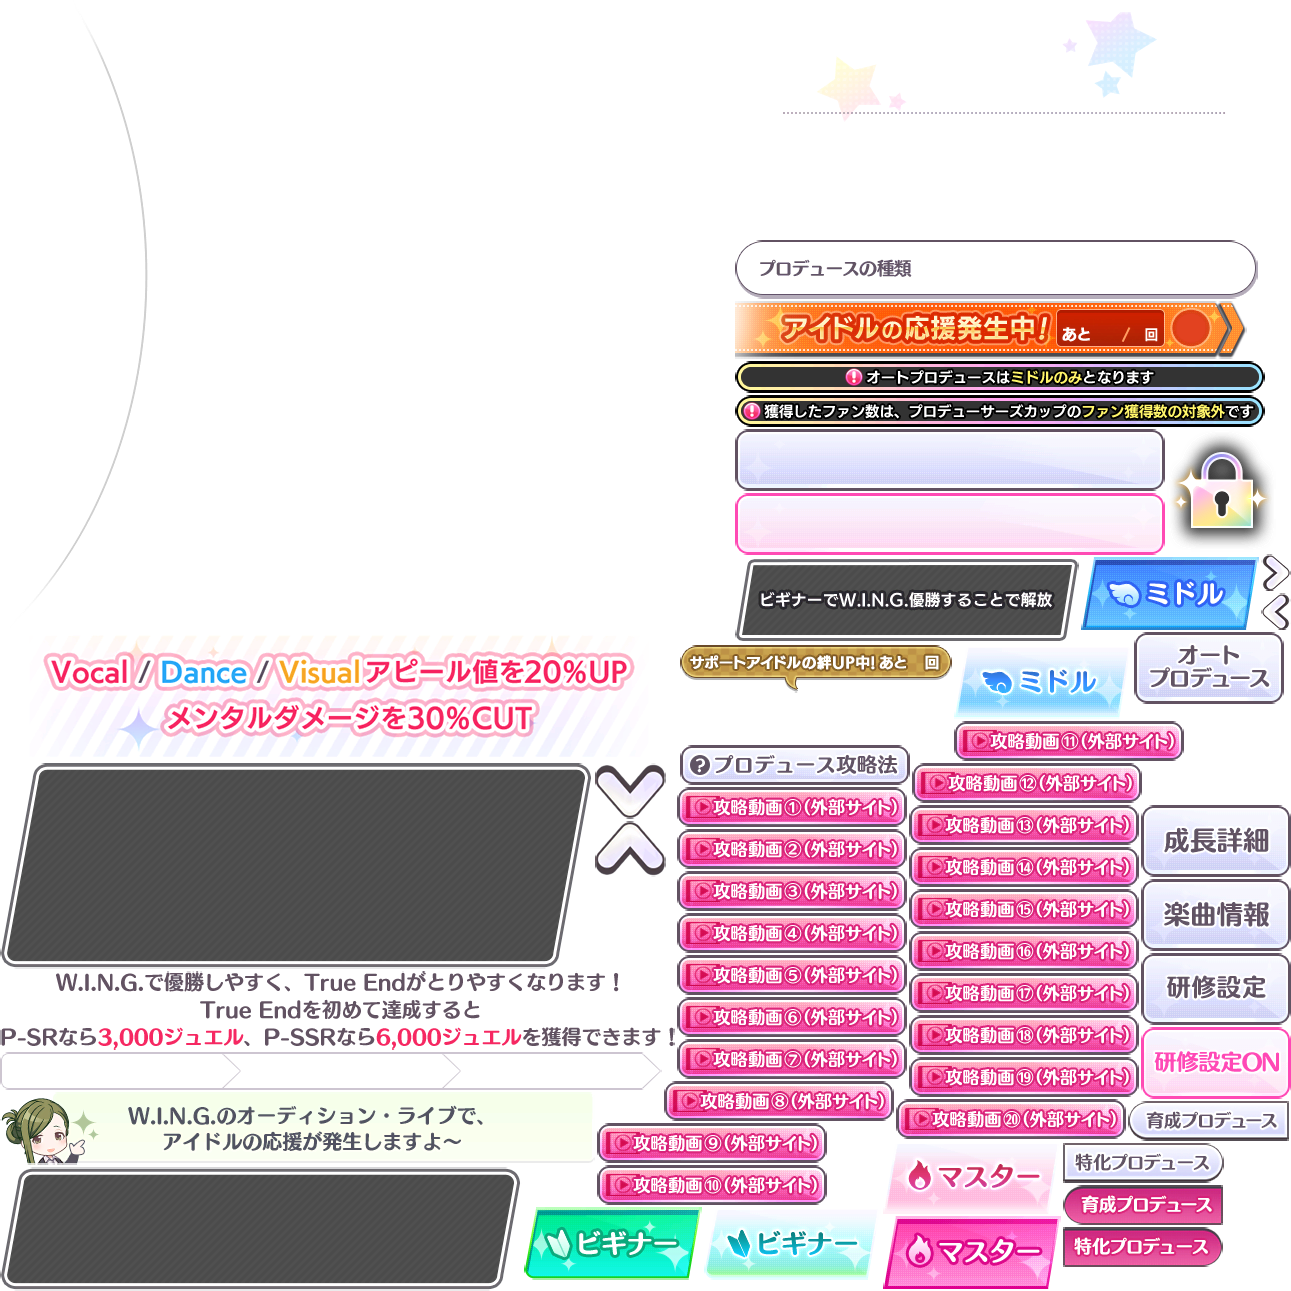 プロデュースの種類
アイドルの応援発生中!
あと / 回
オートプロデュースはミドルのみとなります
獲得したファン数は、プロデューサーズカップのファン獲得数の対象外です
ビギナーでW.I.N.G.優勝することで解放
ミドル
サポートアイドルの絆UP中!あと 回
ミドル
オート
プロデュース
Vocal / Dance / Visualアピール値を20%UP
メンタルダメージを30%CUT
プロデュース攻略法
攻略動画①(外部サイト)
攻略動画②(外部サイト)
攻略動画③(外部サイト)
攻略動画④(外部サイト)
攻略動画⑤(外部サイト)
攻略動画⑥(外部サイト)
攻略動画⑦(外部サイト)
攻略動画⑧(外部サイト)
攻略動画⑨(外部サイト)
攻略動画⑩(外部サイト)
攻略動画⑪(外部サイト)
攻略動画⑫(外部サイト)
攻略動画⑬(外部サイト)
攻略動画⑭(外部サイト)
攻略動画⑮(外部サイト)
攻略動画⑯(外部サイト)
攻略動画⑰(外部サイト)
攻略動画⑱(外部サイト)
攻略動画⑲(外部サイト)
攻略動画⑳(外部サイト)
成長詳細
楽曲情報
研修設定
研修設定ON
育成プロデュース
特化プロデュース
育成プロデュース
特化プロデュース
W.I.N.G.で優勝しやすく、True Endがとりやすくなります!
True Endを初めて達成すると
P-SRなら3,000ジュエル、P-SSRなら6,000ジュエルを獲得できます!
W.I.N.G.のオーディション・ライブで、
アイドルの応援が発生しますよ〜
ビギナー
ビギナー
マスター
マスター